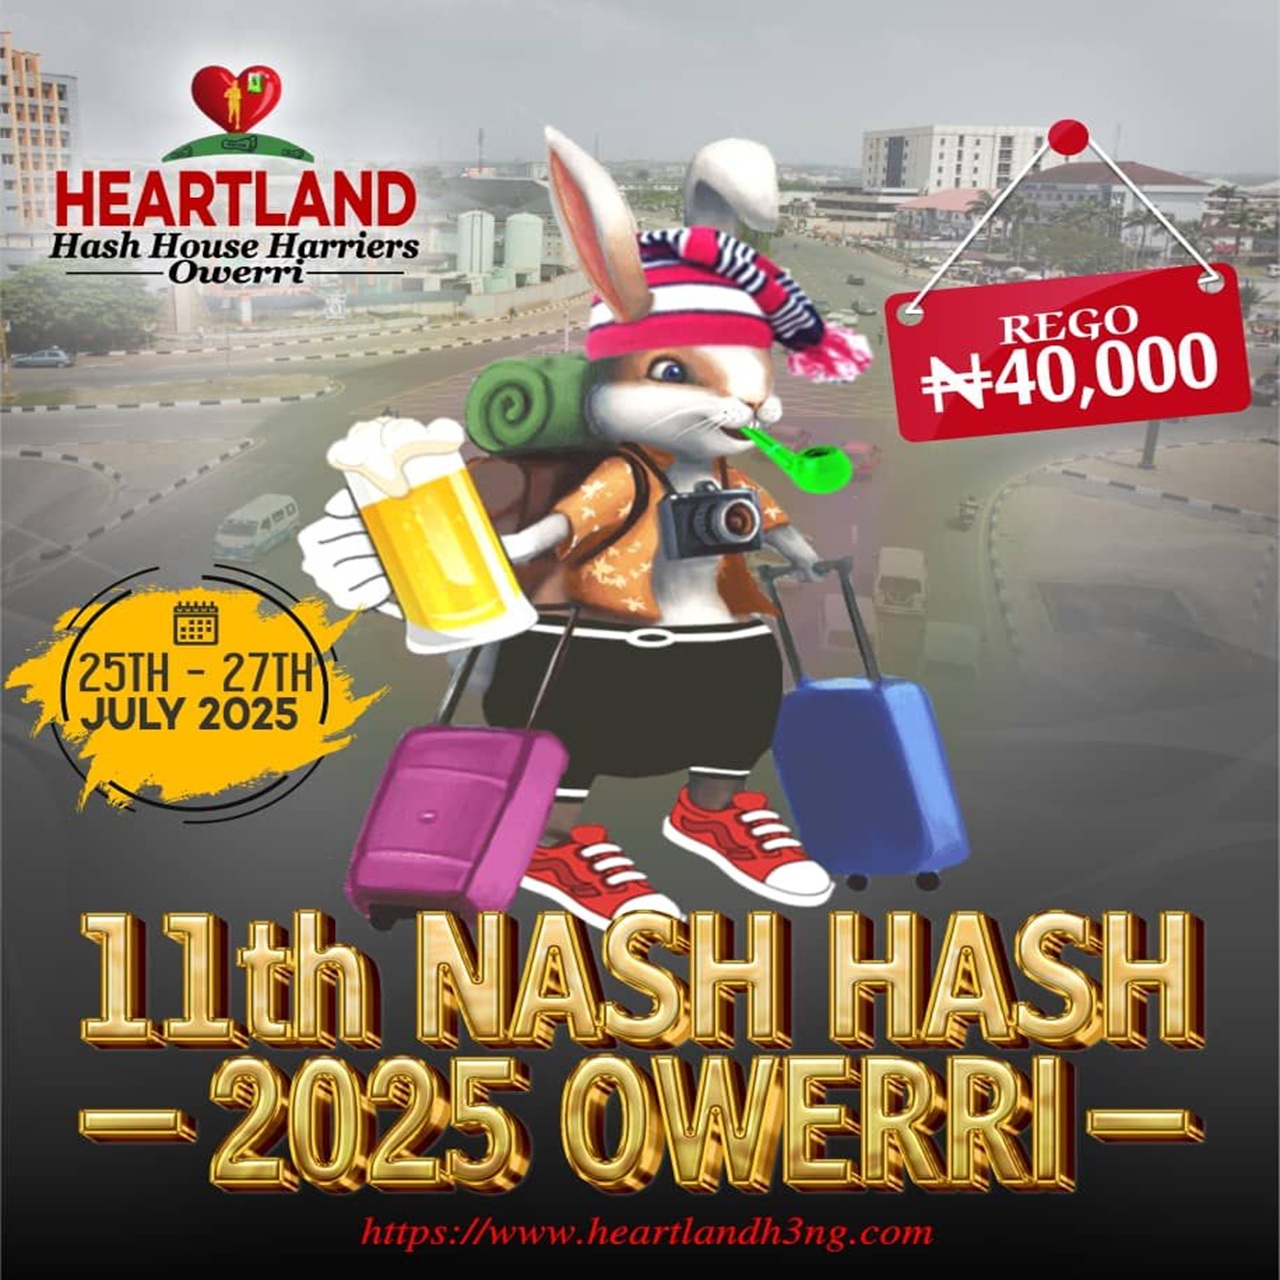 HEARTLAND
Hash House Harriers
Owerri
REGO
₦40,000
25TH - 27TH
JULY 2025
11th NASH HASH
- 2025 OWERRI -
https://www.heartlandh3ng.com